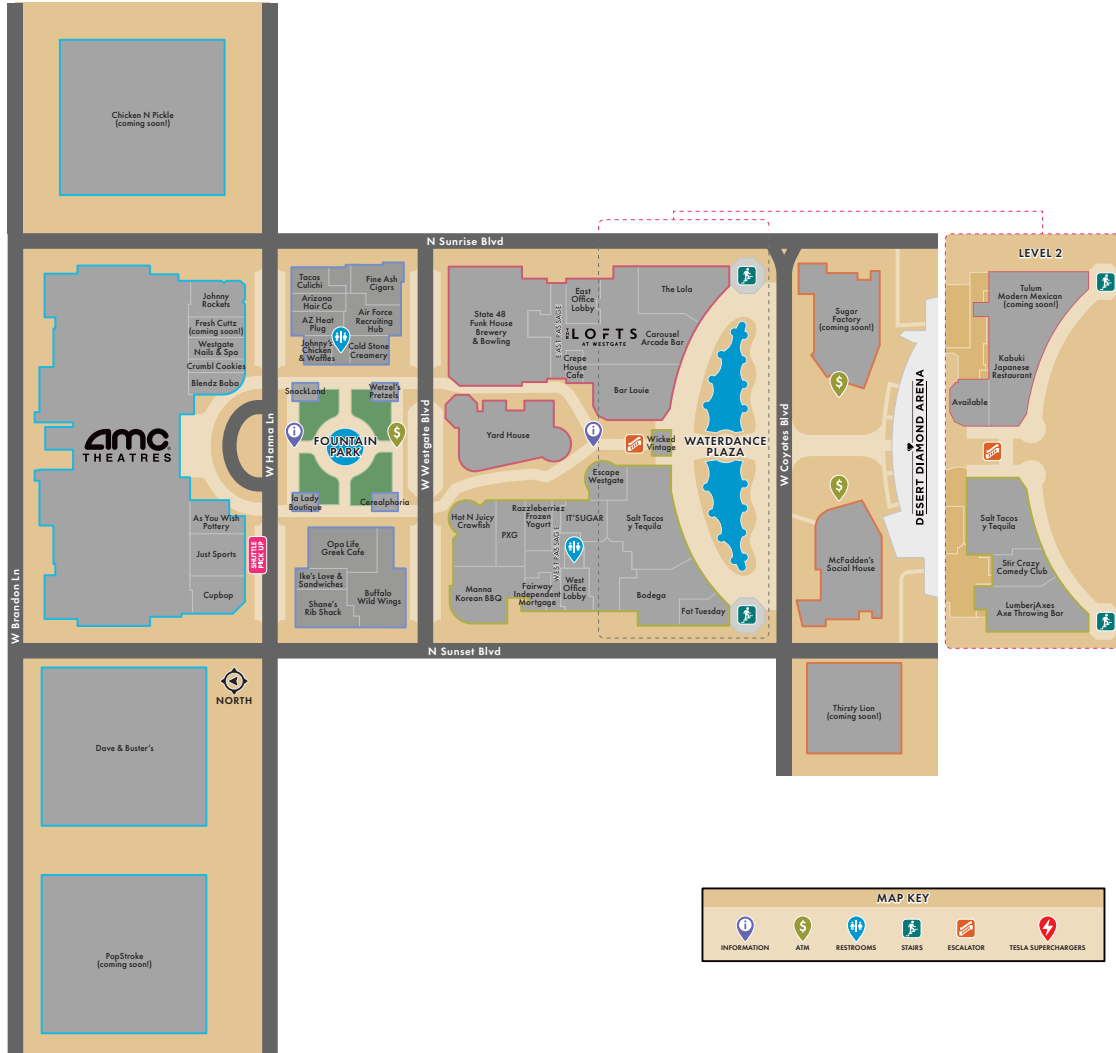 Chicken N Pickle
(coming soon!)
N Sunrise Blvd
LEVEL 2
Tacos
Culichi
Fine Ash
Cigars
Arizona
Hair Co
AZ Heat
Plug
Air Force
Recruiting
Hub
Johnny's
Chicken
& Waffles
Cold Stone
Creamery
Johnny
Rockets
Fresh Cuttz
(coming soon!)
Westgate
Nails & Spa
Crumbl Cookies
Blendz Boba
amc
THEATRES
As You Wish
Pottery
Just Sports
Cupbop
SHUTTLE
PICK UP
W Brandon Ln
W Hanna Ln
SnackLand
Wetzel's
Pretzels
FOUNTAIN
PARK
la Lady
Boutique
Cerealphoria
Opa Life
Greek Cafe
Ike's Love &
Sandwiches
Shane's
Rib Shack
Buffalo
Wild Wings
W Westgate Blvd
State 48
Funk House
Brewery
& Bowling
EAST PASSAGE
East
Office
Lobby
The Lola
THE
LOFTS
AT WESTGATE
Carousel
Arcade Bar
Crepe
House
Cafe
Bar Louie
Yard House
Wicked
Vintage
WATERDANCE
PLAZA
Escape
Westgate
Hot N Juicy
Crawfish
PXG
Razzleberriez
Frozen
Yogurt
IT'SUGAR
Salt Tacos
y Tequila
WEST PASSAGE
Manna
Korean BBQ
Fairway
Independent
Mortgage
West
Office
Lobby
Bodega
Fat Tuesday
W Coyotes Blvd
Sugar
Factory
(coming soon!)
McFadden's
Social House
DESERT DIAMOND ARENA
Tulum
Modern Mexican
(coming soon!)
Kabuki
Japanese
Restaurant
Available
Salt Tacos
y Tequila
Stir Crazy
Comedy Club
LumberjAxes
Axe Throwing Bar
N Sunset Blvd
NORTH
Dave & Buster's
PopStroke
(coming soon!)
Thirsty Lion
(coming soon!)
MAP KEY
INFORMATION
ATM
RESTROOMS
STAIRS
ESCALATOR
TESLA SUPERCHARGERS